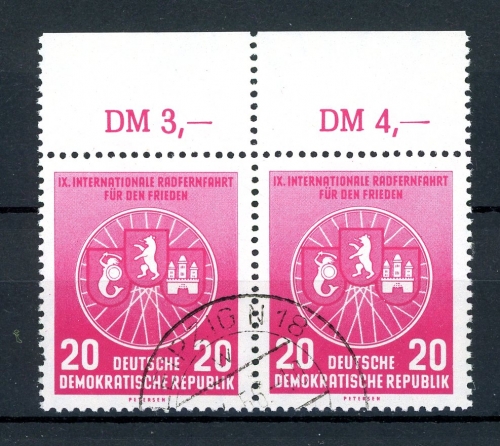 DM 3,— DM 4,—
IX. INTERNATIONALE RADFERNFAHRT
FÜR DEN FRIEDEN
20 DEUTSCHE 20
DEMOKRATISCHE REPUBLIK
PETERSEN
IX. INTERNATIONALE RADFERNFAHRT
FÜR DEN FRIEDEN
20 DEUTSCHE 20
DEMOKRATISCHE REPUBLIK
PETERSEN
N 18